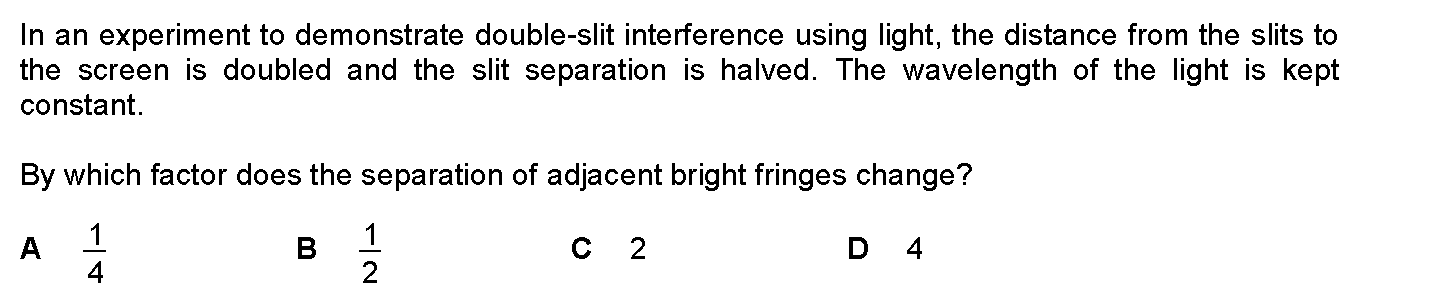 In an experiment to demonstrate double-slit interference using light, the distance from the slits to
the screen is doubled and the slit separation is halved. The wavelength of the light is kept
constant.
By which factor does the separation of adjacent bright fringes change?
A 1/4 B 1/2 C 2 D 4